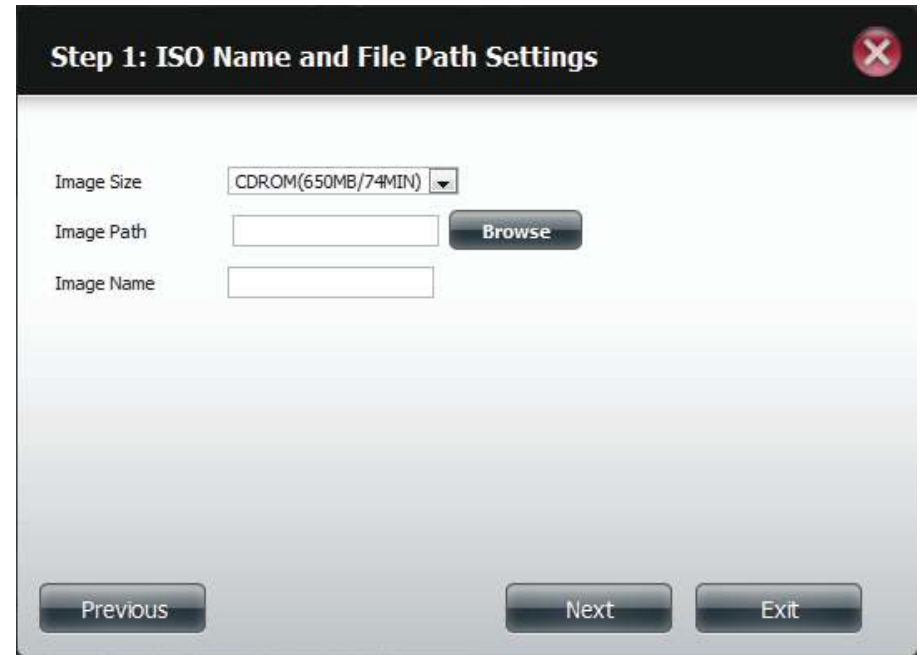 Step 1: ISO Name and File Path Settings
Image Size CDROM(650MB/74MIN)
Image Path Browse
Image Name
Previous Next Exit